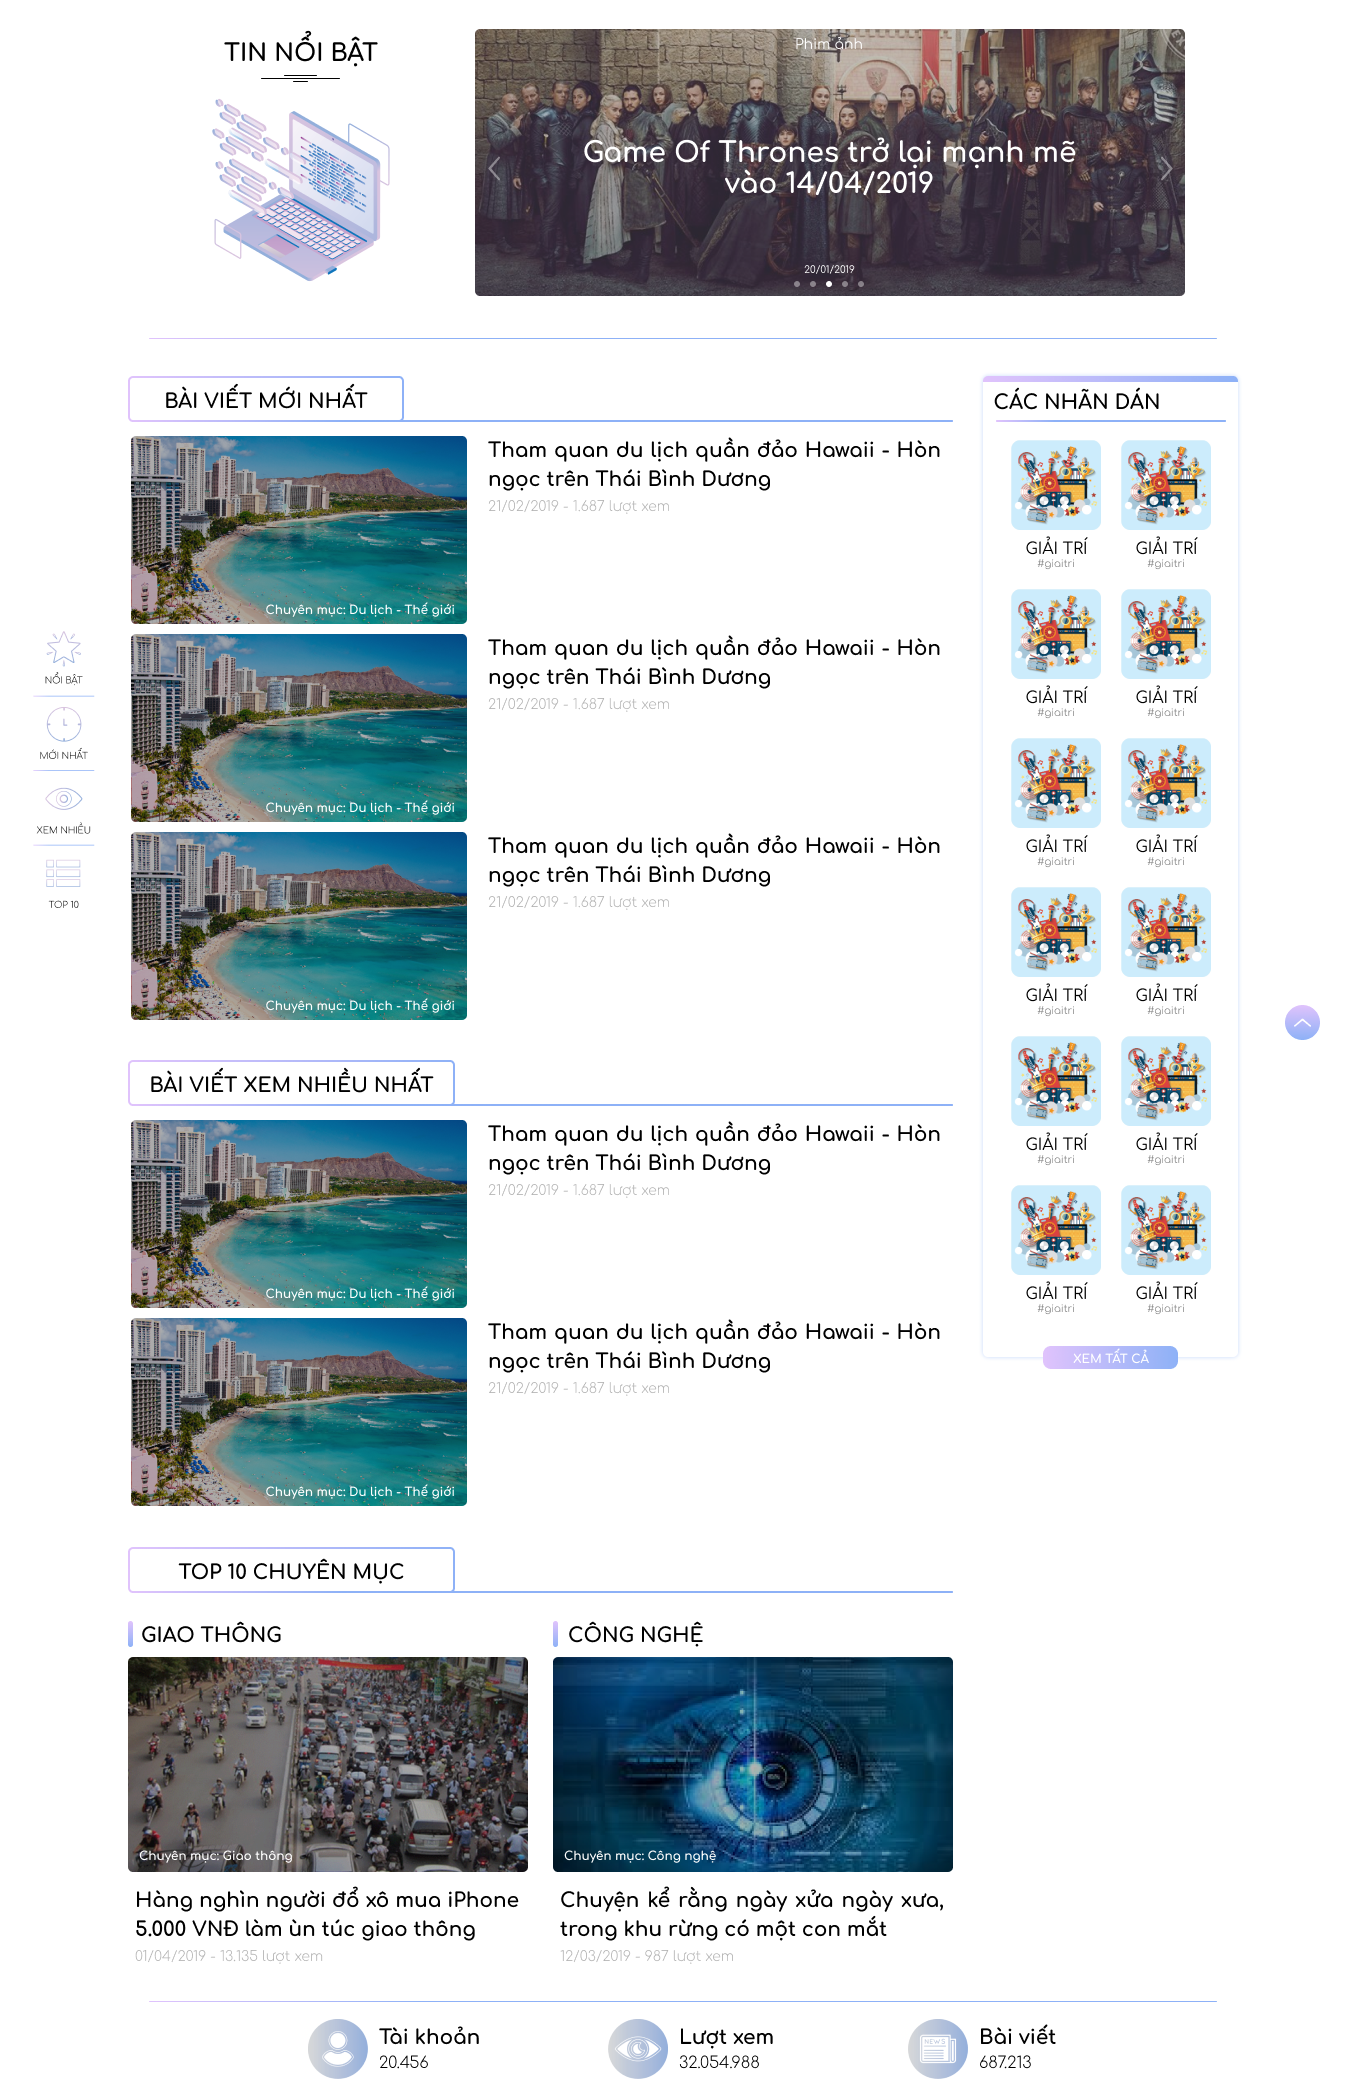 TIN NỔI BẬT
Phim ảnh
Game Of Thrones trở lại mạnh mẽ
vào 14/04/2019
20/01/2019
BÀI VIẾT MỚI NHẤT
Tham quan du lịch quần đảo Hawaii - Hòn
ngọc trên Thái Bình Dương
21/02/2019 - 1.687 lượt xem
Chuyên mục: Du lịch - Thế giới
Tham quan du lịch quần đảo Hawaii - Hòn
ngọc trên Thái Bình Dương
21/02/2019 - 1.687 lượt xem
Chuyên mục: Du lịch - Thế giới
Tham quan du lịch quần đảo Hawaii - Hòn
ngọc trên Thái Bình Dương
21/02/2019 - 1.687 lượt xem
Chuyên mục: Du lịch - Thế giới
NỔI BẬT
MỚI NHẤT
XEM NHIỀU
TOP 10
CÁC NHÃN DÁN
GIẢI TRÍ
#giaitri
GIẢI TRÍ
#giaitri
GIẢI TRÍ
#giaitri
GIẢI TRÍ
#giaitri
GIẢI TRÍ
#giaitri
GIẢI TRÍ
#giaitri
GIẢI TRÍ
#giaitri
GIẢI TRÍ
#giaitri
GIẢI TRÍ
#giaitri
GIẢI TRÍ
#giaitri
GIẢI TRÍ
#giaitri
GIẢI TRÍ
#giaitri
XEM TẤT CẢ
BÀI VIẾT XEM NHIỀU NHẤT
Tham quan du lịch quần đảo Hawaii - Hòn
ngọc trên Thái Bình Dương
21/02/2019 - 1.687 lượt xem
Chuyên mục: Du lịch - Thế giới
Tham quan du lịch quần đảo Hawaii - Hòn
ngọc trên Thái Bình Dương
21/02/2019 - 1.687 lượt xem
Chuyên mục: Du lịch - Thế giới
TOP 10 CHUYÊN MỤC
GIAO THÔNG
Chuyên mục: Giao thông
Hàng nghìn người đổ xô mua iPhone
5.000 VNĐ làm ùn túc giao thông
01/04/2019 - 13.135 lượt xem
CÔNG NGHỆ
Chuyên mục: Công nghệ
Chuyện kể rằng ngày xửa ngày xưa,
trong khu rừng có một con mắt
12/03/2019 - 987 lượt xem
Tài khoản
20.456
Lượt xem
32.054.988
NEWS
Bài viết
687.213